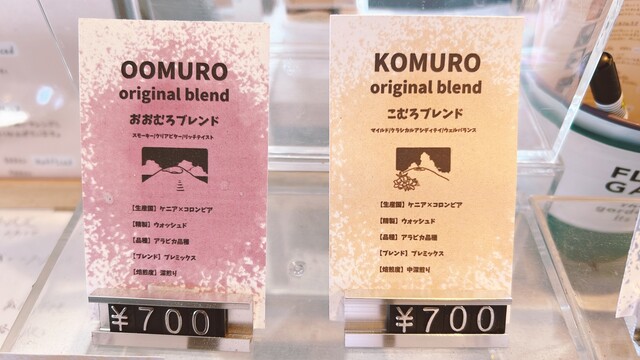 OOMURO
original blend
おおむろブレンド
スモーキー/クリアビター/リッチテイスト
【生産国】ケニア×コロンビア
【精製】ウォッシュド
【品種】アラビカ品種
【ブレンド】プレミックス
【焙煎度】深煎り
¥700
KOMURO
original blend
こむろブレンド
マイルド/クラシカルアシディティ/ウェルバランス
【生産国】ケニア×コロンビア
【精製】ウォッシュド
【品種】アラビカ品種
【ブレンド】プレミックス
【焙煎度】中深煎り
¥700